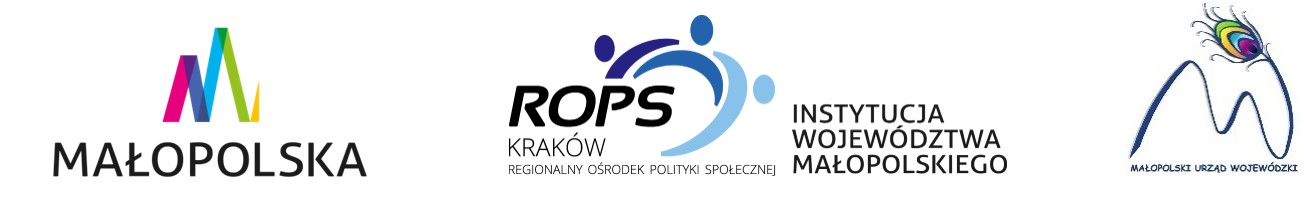 MAŁOPOLSKA
ROPS
KRAKÓW
REGIONALNY OŚRODEK POLITYKI SPOŁECZNEJ
INSTYTUCJA
WOJEWÓDZTWA
MAŁOPOLSKIEGO
MAŁOPOLSKI URZĄD WOJEWÓDZKI